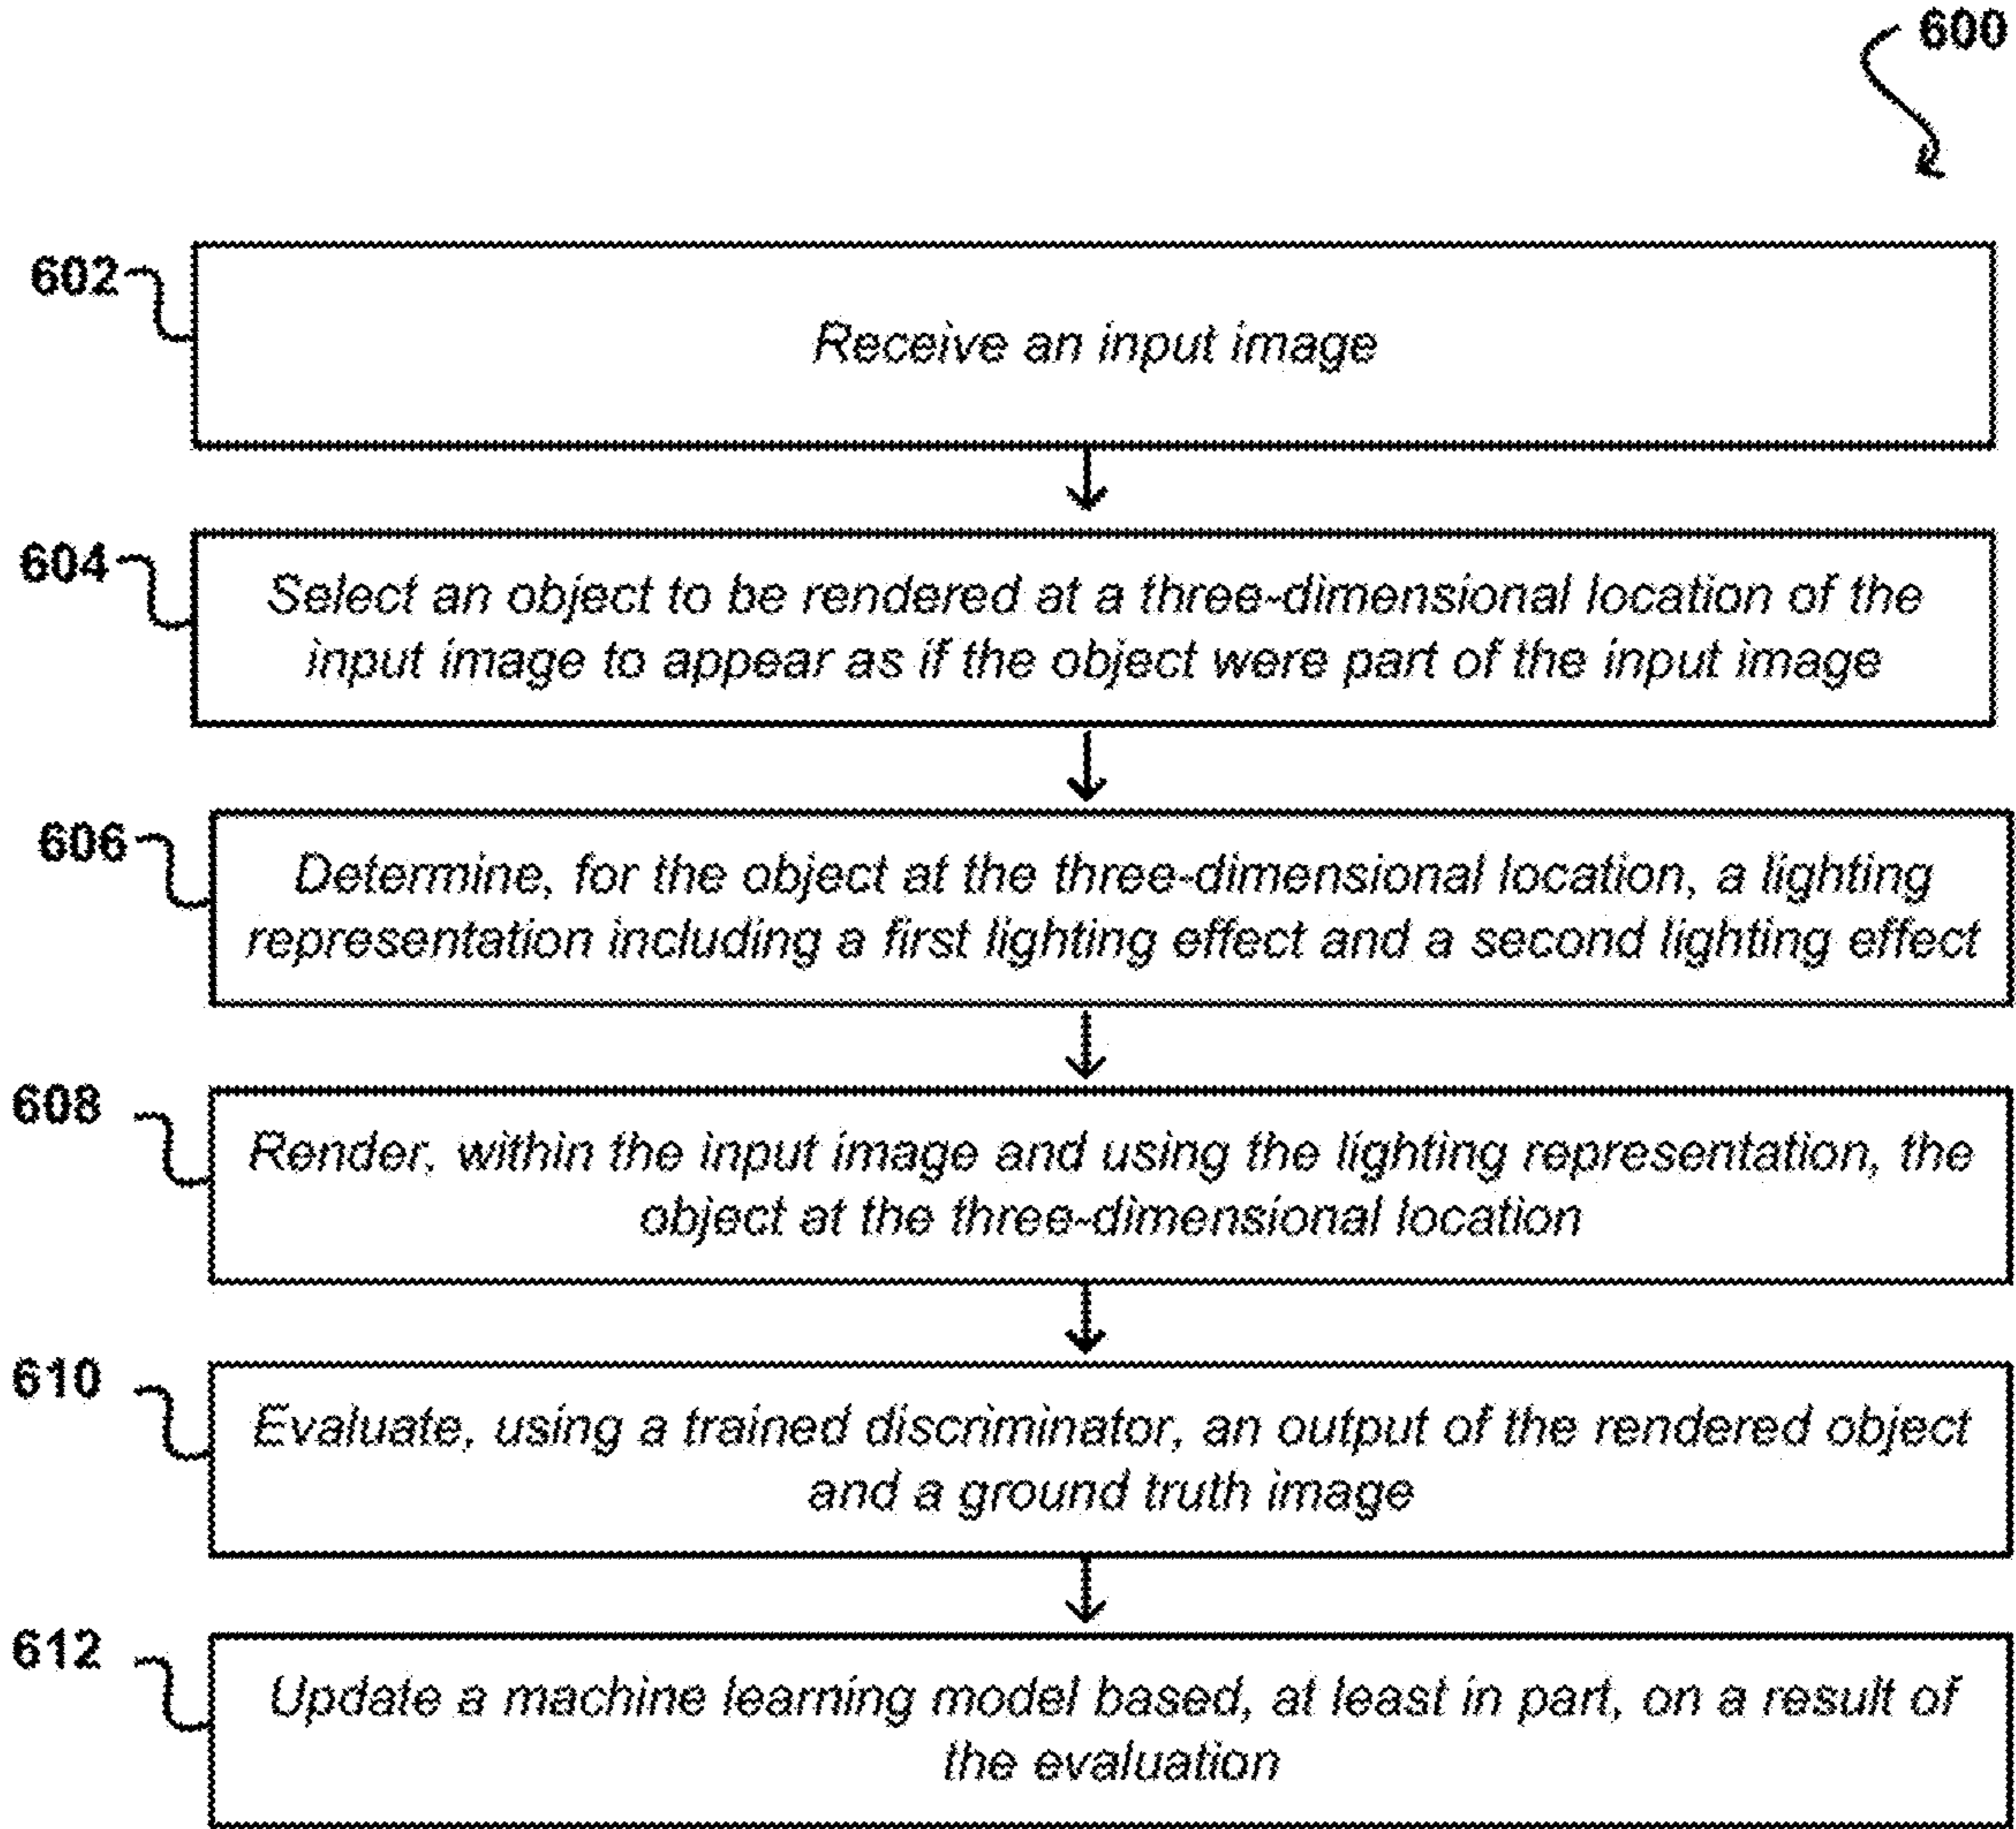 600
602
Receive an input image
604
Select an object to be rendered at a three-dimensional location of the
input image to appear as if the object were part of the input image
606
Determine, for the object at the three-dimensional location, a lighting
representation including a first lighting effect and a second lighting effect
608
Render, within the input image and using the lighting representation, the
object at the three-dimensional location
610
Evaluate, using a trained discriminator, an output of the rendered object
and a ground truth image
612
Update a machine learning model based, at least in part, on a result of
the evaluation